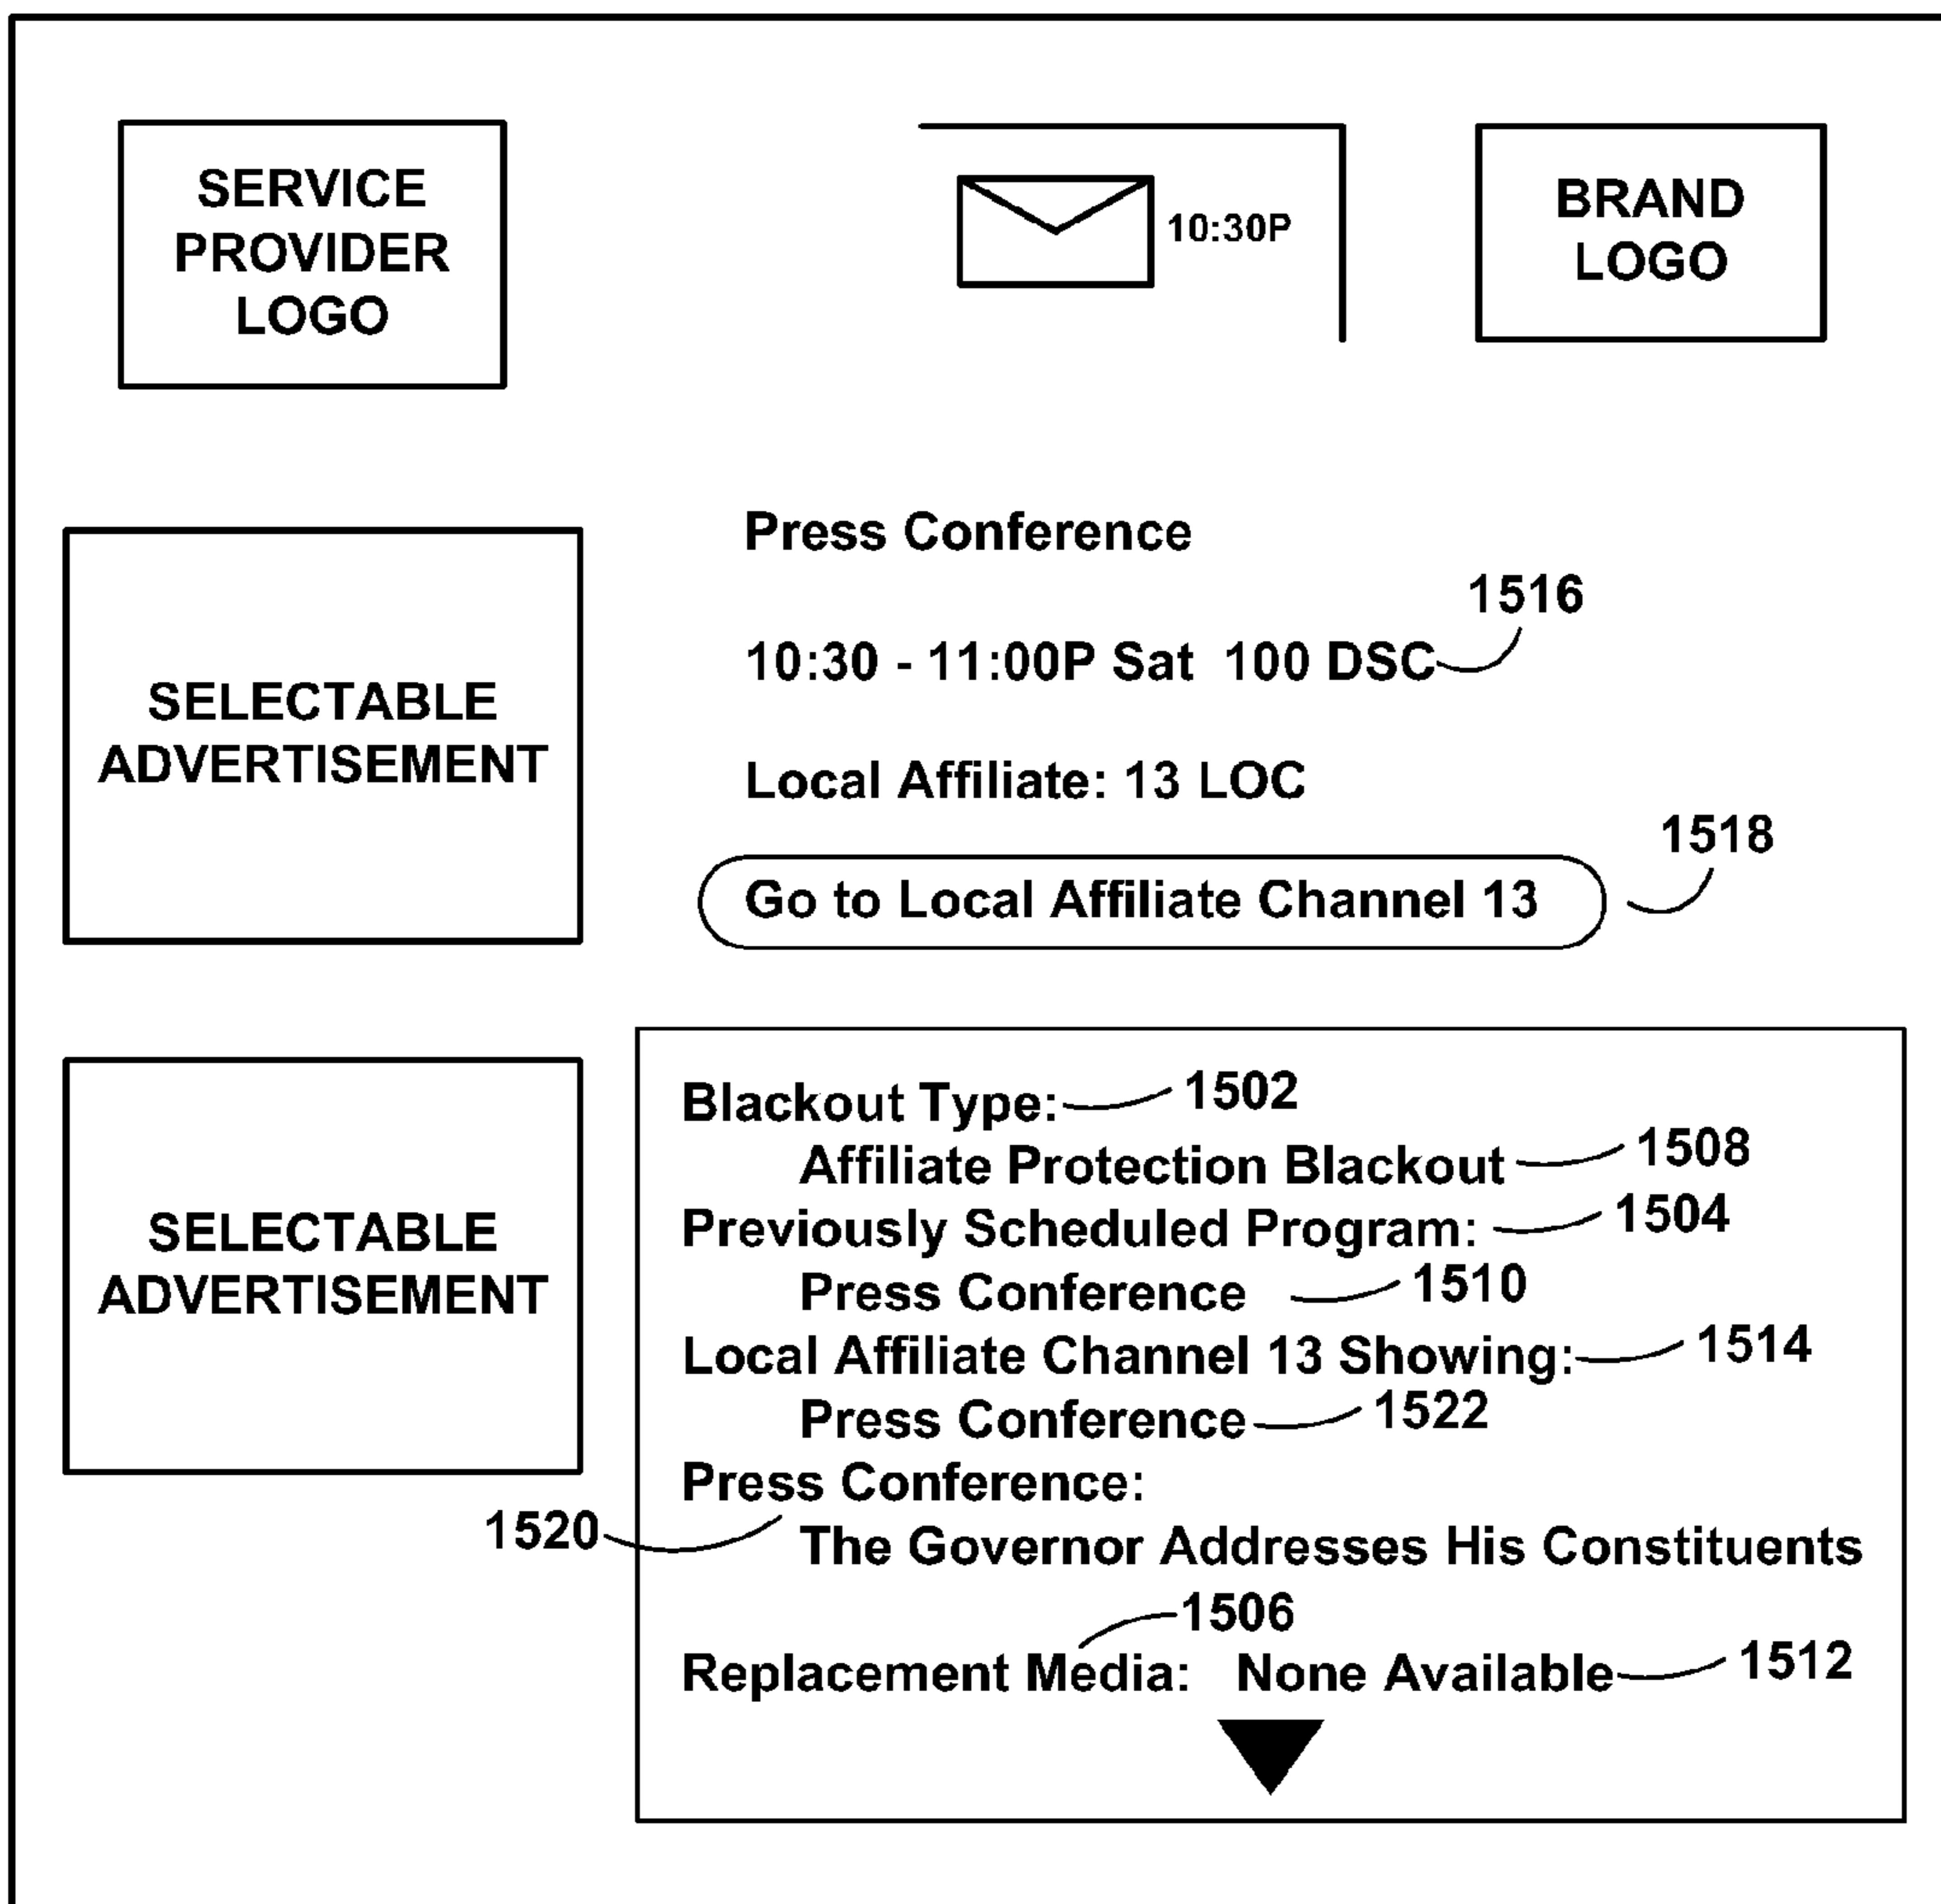 SERVICE
PROVIDER
LOGO
10:30P
BRAND
LOGO
Press Conference
1516
10:30 - 11:00P Sat 100 DSC
SELECTABLE
ADVERTISEMENT
Local Affiliate: 13 LOC
1518
Go to Local Affiliate Channel 13
Blackout Type: 1502
Affiliate Protection Blackout 1508
Previously Scheduled Program: 1504
SELECTABLE
ADVERTISEMENT
Press Conference 1510
Local Affiliate Channel 13 Showing: 1514
Press Conference 1522
Press Conference:
1520
The Governor Addresses His Constituents
1506
Replacement Media: None Available 1512